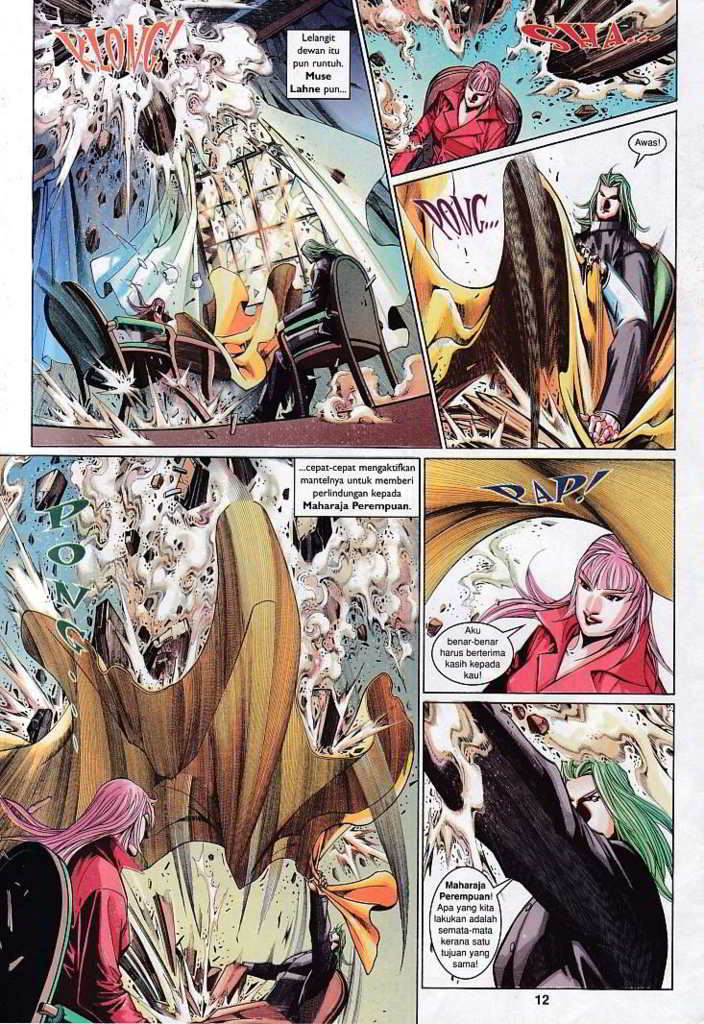 PLONG!
Lelangit
dewan itu
pun runtuh.
Muse
Lahne pun...
SHA...
Awas!
PONG...
...cepat-cepat mengaktifkan
mantelnya untuk memberi
perlindungan kepada
Maharaja Perempuan.
PONG
PAP!
Aku
benar-benar
harus berterima
kasih kepada
kau!
Maharaja
Perempuan!
Apa yang kita
lakukan adalah
semata-mata
kerana satu
tujuan yang
sama!
12